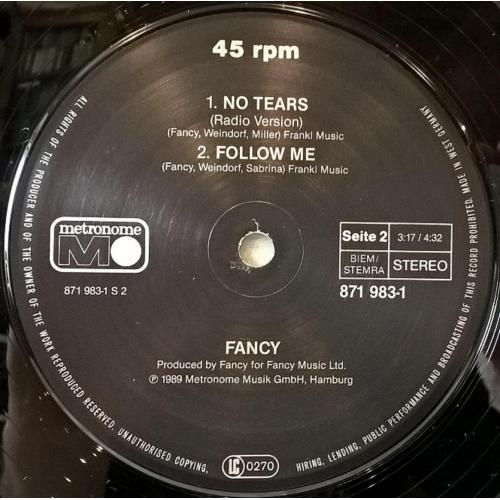 45 rpm
1. NO TEARS
(Radio Version)
(Fancy, Weindorf, Miller) Franki Music
2. FOLLOW ME
(Fancy, Weindorf, Sabrina) Franki Music
metronome
M
871 983-1 S 2
Seite 2
3:17 / 4:32
BIEM/
STEMRA
STEREO
871 983-1
FANCY
Produced by Fancy for Fancy Music Ltd.
℗ 1989 Metronome Musik GmbH, Hamburg
LC 0270
ALL RIGHTS OF THE PRODUCER AND OF THE OWNER OF THE WORK REPRODUCED RESERVED. UNAUTHORISED COPYING, HIRING, LENDING, PUBLIC PERFORMANCE AND BROADCASTING OF THIS RECORD PROHIBITED. MADE IN WEST GERMANY